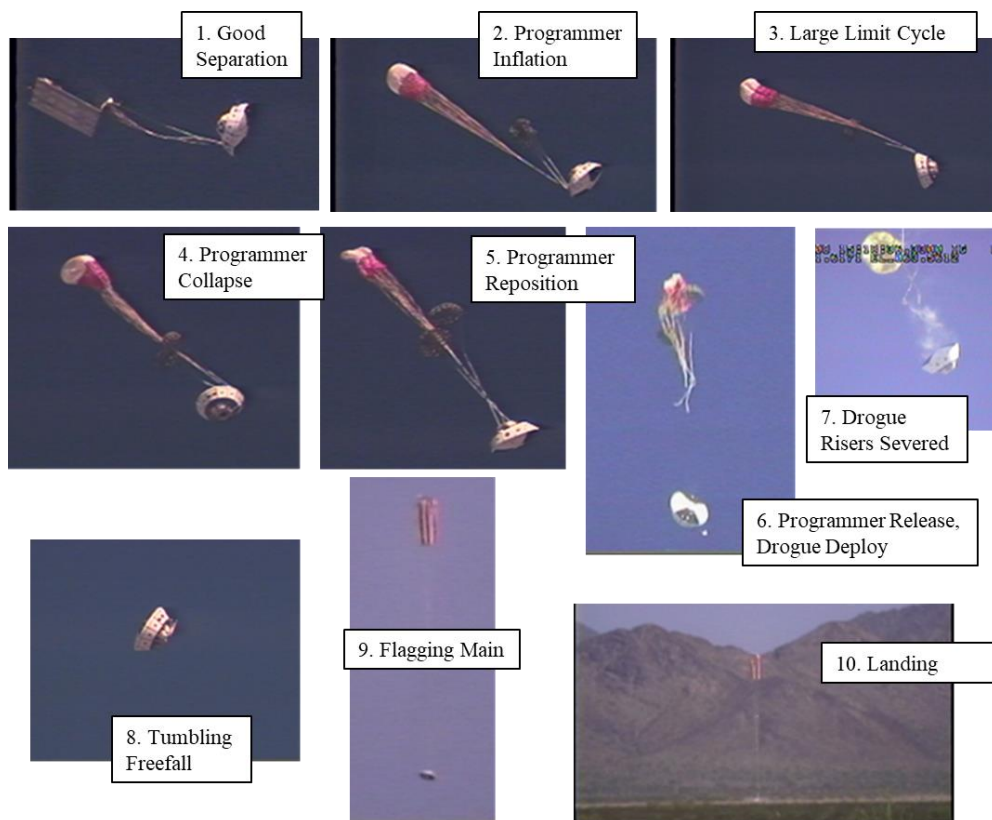 1. Good
Separation
2. Programmer
Inflation
3. Large Limit Cycle
4. Programmer
Collapse
5. Programmer
Reposition
6. Programmer Release,
Drogue Deploy
7. Drogue
Risers Severed
8. Tumbling
Freefall
9. Flagging Main
10. Landing